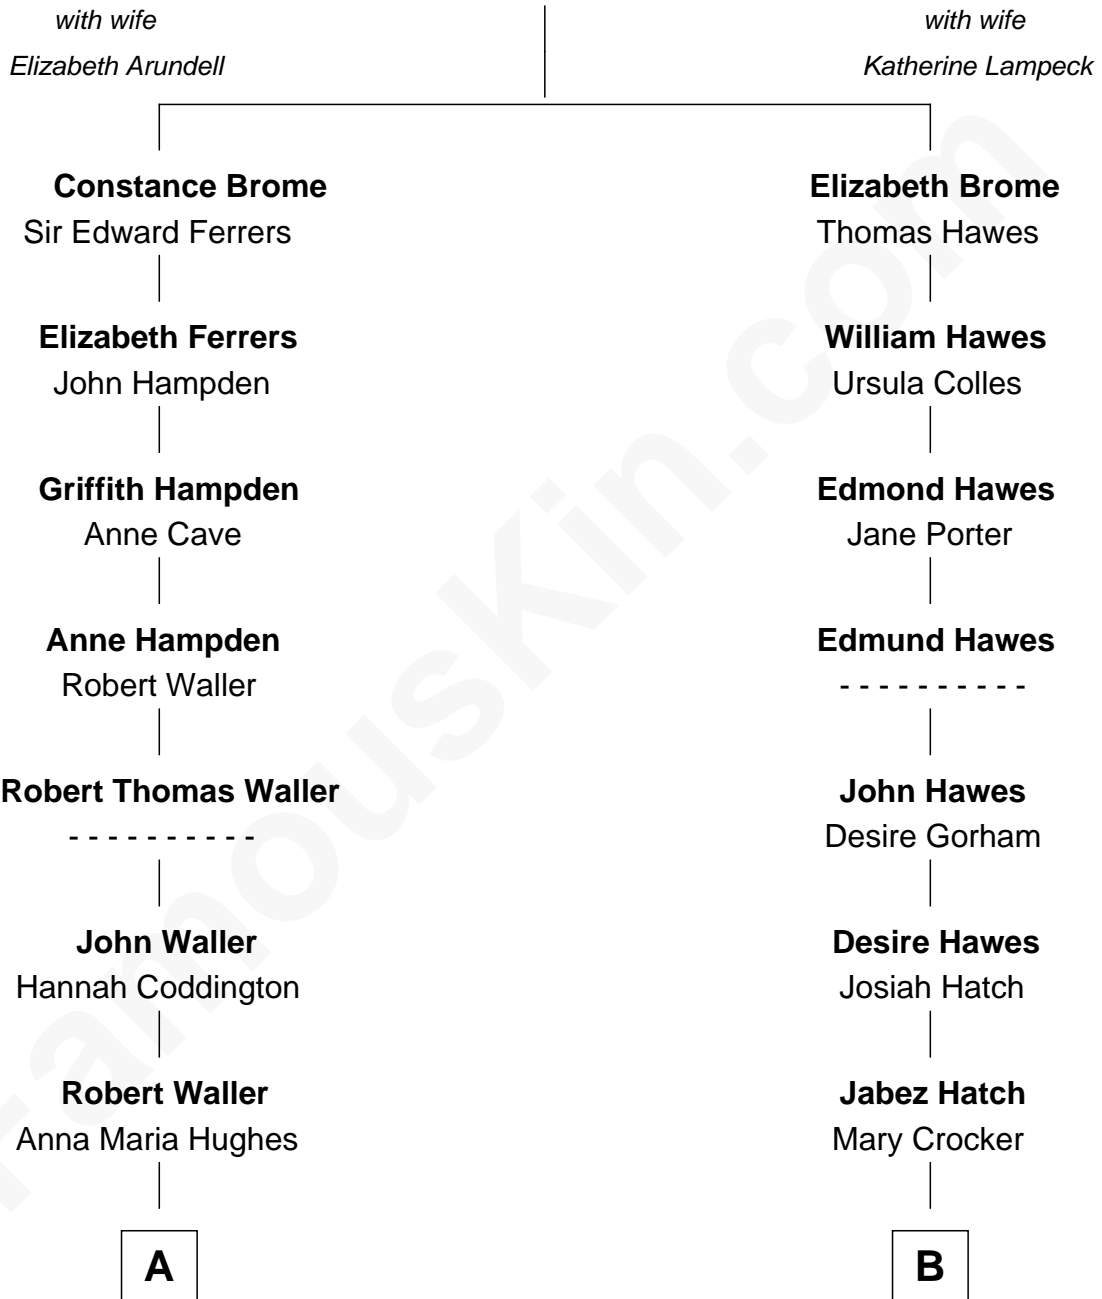 with wife
Elizabeth Arundell
with wife
Katherine Lampeck
Constance Brome
Sir Edward Ferrers
Elizabeth Brome
Thomas Hawes
Elizabeth Ferrers
John Hampden
William Hawes
Ursula Colles
Griffith Hampden
Anne Cave
Edmond Hawes
Jane Porter
Anne Hampden
Robert Waller
Edmund Hawes
- - - - - - - - - -
Robert Thomas Waller
- - - - - - - - - -
John Hawes
Desire Gorham
John Waller
Hannah Coddington
Desire Hawes
Josiah Hatch
Robert Waller
Anna Maria Hughes
Jabez Hatch
Mary Crocker
A
B
FamousKin.com